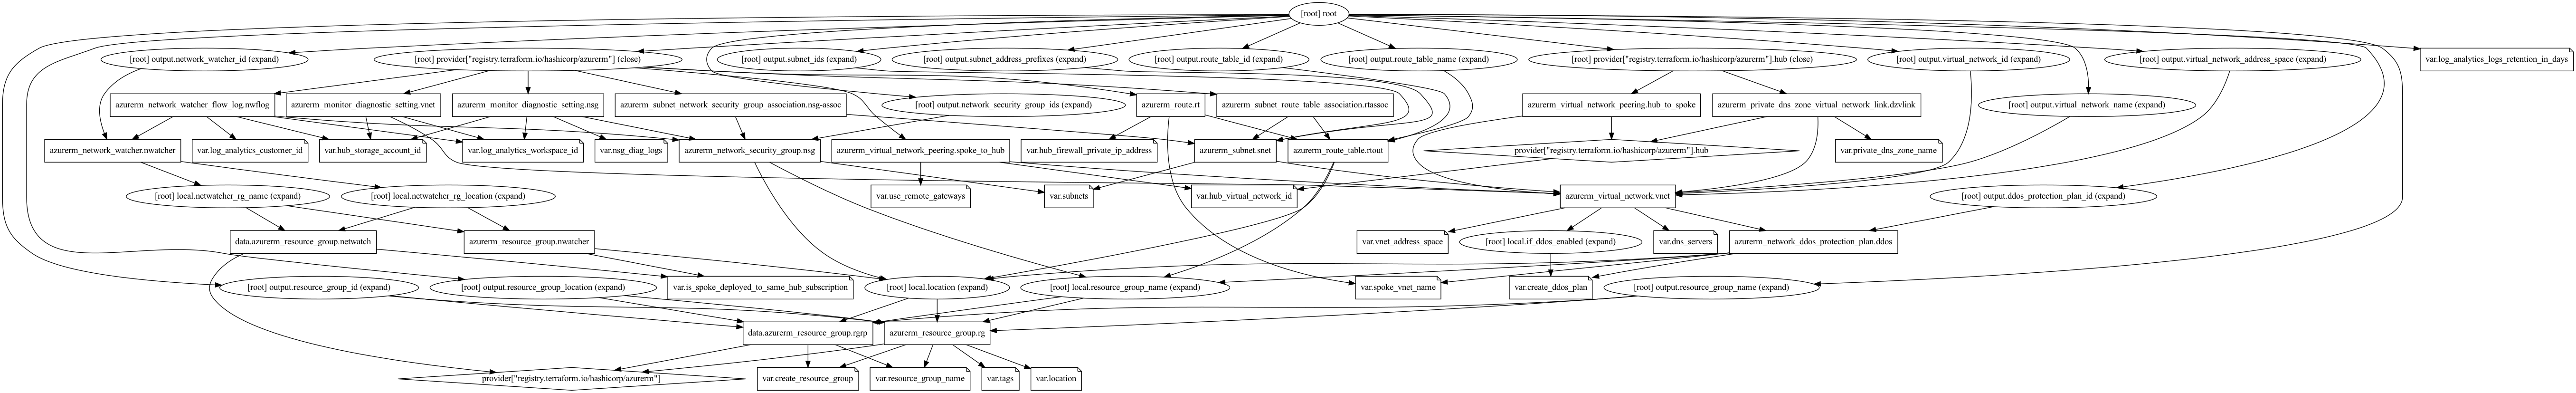 [root] root
[root] output.network_watcher_id (expand)
[root] provider["registry.terraform.io/hashicorp/azurerm"] (close)
[root] output.subnet_ids (expand)
[root] output.subnet_address_prefixes (expand)
[root] output.route_table_id (expand)
[root] output.route_table_name (expand)
[root] provider["registry.terraform.io/hashicorp/azurerm"].hub (close)
[root] output.virtual_network_id (expand)
[root] output.virtual_network_address_space (expand)
var.log_analytics_logs_retention_in_days
azurerm_network_watcher_flow_log.nwflog
azurerm_monitor_diagnostic_setting.vnet
azurerm_monitor_diagnostic_setting.nsg
azurerm_subnet_network_security_group_association.nsg-assoc
[root] output.network_security_group_ids (expand)
azurerm_route.rt
azurerm_subnet_route_table_association.rtassoc
azurerm_virtual_network_peering.hub_to_spoke
azurerm_private_dns_zone_virtual_network_link.dzvlink
[root] output.virtual_network_name (expand)
azurerm_network_watcher.nwatcher
var.log_analytics_customer_id
var.hub_storage_account_id
var.log_analytics_workspace_id
var.nsg_diag_logs
azurerm_network_security_group.nsg
azurerm_virtual_network_peering.spoke_to_hub
var.hub_firewall_private_ip_address
azurerm_subnet.snet
azurerm_route_table.rtout
provider["registry.terraform.io/hashicorp/azurerm"].hub
var.private_dns_zone_name
[root] local.netwatcher_rg_name (expand)
[root] local.netwatcher_rg_location (expand)
var.use_remote_gateways
var.subnets
var.hub_virtual_network_id
azurerm_virtual_network.vnet
[root] output.ddos_protection_plan_id (expand)
data.azurerm_resource_group.netwatch
azurerm_resource_group.nwatcher
var.vnet_address_space
[root] local.if_ddos_enabled (expand)
var.dns_servers
azurerm_network_ddos_protection_plan.ddos
[root] output.resource_group_id (expand)
[root] output.resource_group_location (expand)
var.is_spoke_deployed_to_same_hub_subscription
[root] local.location (expand)
[root] local.resource_group_name (expand)
var.spoke_vnet_name
var.create_ddos_plan
[root] output.resource_group_name (expand)
data.azurerm_resource_group.rgrp
azurerm_resource_group.rg
provider["registry.terraform.io/hashicorp/azurerm"]
var.create_resource_group
var.resource_group_name
var.tags
var.location